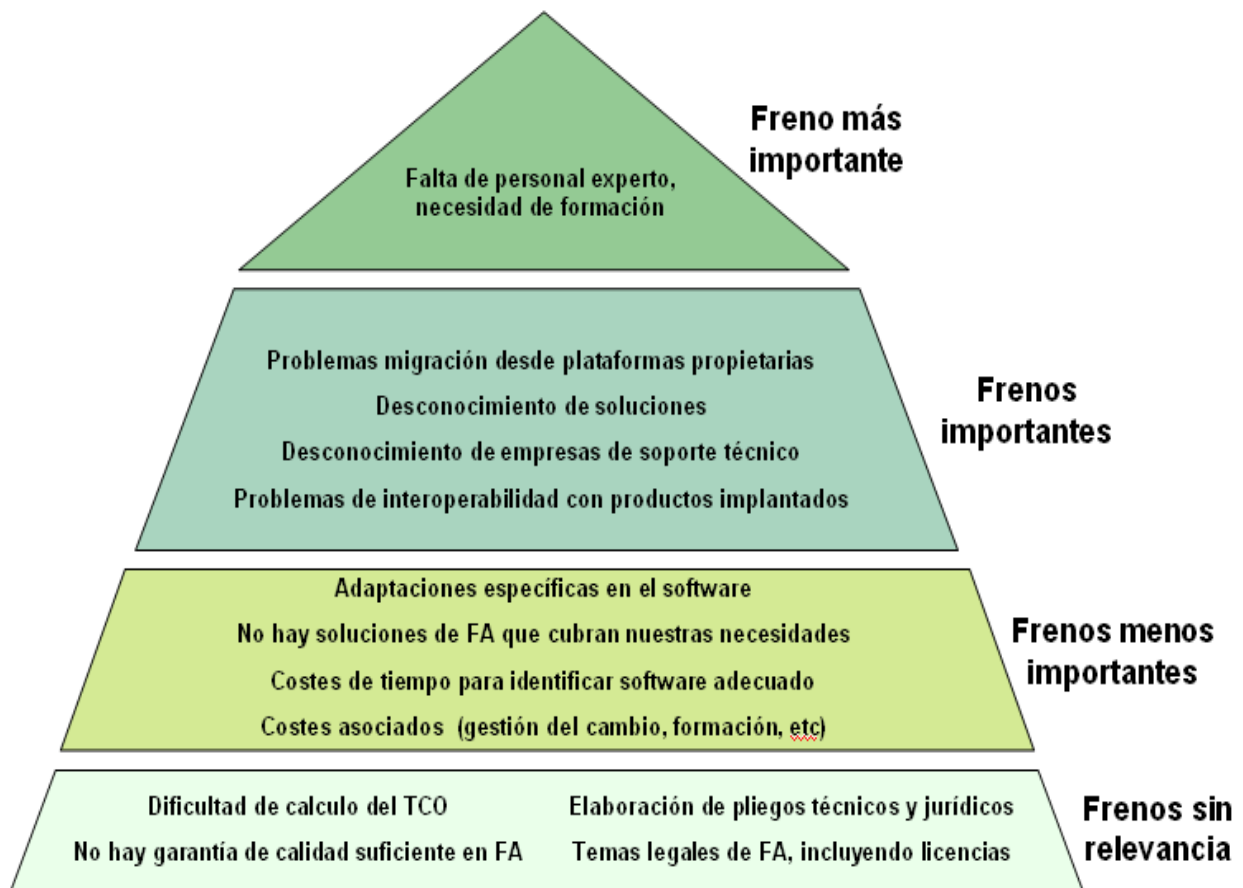 Freno más
importante
Falta de personal experto,
necesidad de formación
Problemas migración desde plataformas propietarias
Desconocimiento de soluciones
Desconocimiento de empresas de soporte técnico
Problemas de interoperabilidad con productos implantados
Frenos
importantes
Adaptaciones específicas en el software
No hay soluciones de FA que cubran nuestras necesidades
Costes de tiempo para identificar software adecuado
Costes asociados (gestión del cambio, formación, etc)
Frenos menos
importantes
Dificultad de calculo del TCO
No hay garantía de calidad suficiente en FA
Elaboración de pliegos técnicos y jurídicos
Temas legales de FA, incluyendo licencias
Frenos sin
relevancia